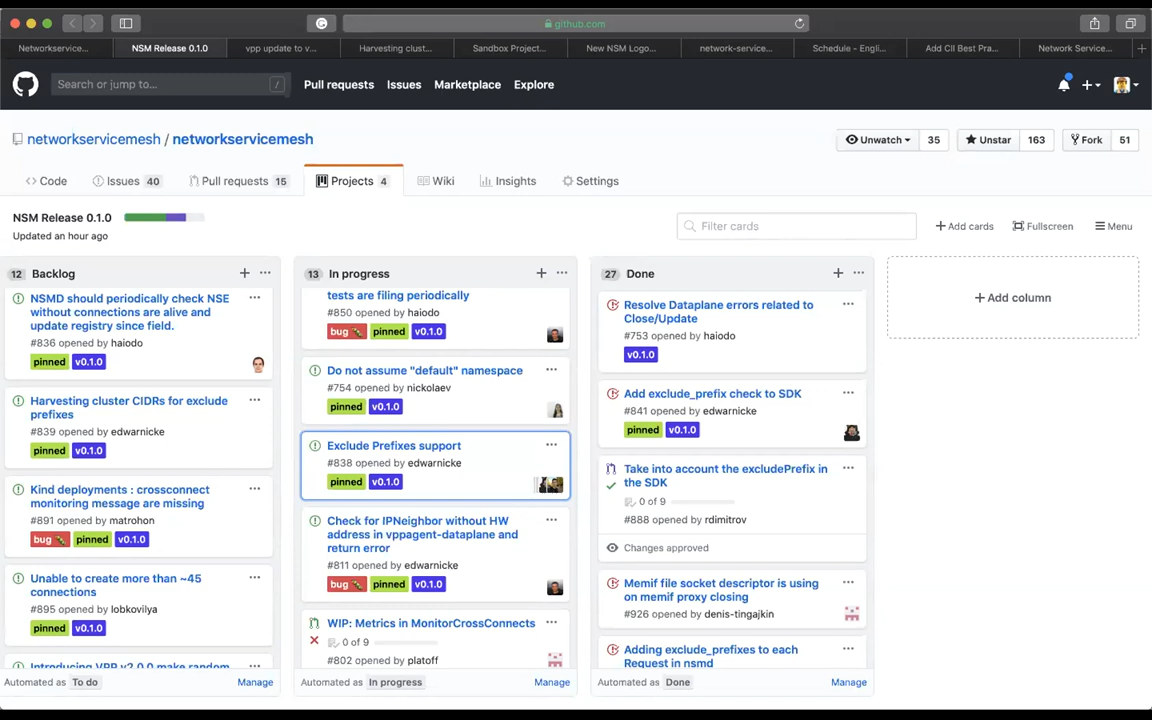 github.com
Networkservice...
NSM Release 0.1.0
vpp update to v...
Harvesting clust...
Sandbox Project...
New NSM Logo...
network-service...
Schedule - Engli...
Add CII Best Pra...
Network Service...
Search or jump to...
/
Pull requests
Issues
Marketplace
Explore
networkservicemesh / networkservicemesh
Unwatch
35
Unstar
163
Fork
51
Code
Issues 40
Pull requests 15
Projects 4
Wiki
Insights
Settings
NSM Release 0.1.0
Updated an hour ago
Filter cards
Add cards
Fullscreen
Menu
12 Backlog
NSMD should periodically check NSE
without connections are alive and
update registry since field.
#836 opened by haiodo
pinned v0.1.0
Harvesting cluster CIDRs for exclude
prefixes
#839 opened by edwarnicke
pinned v0.1.0
Kind deployments : crossconnect
monitoring message are missing
#891 opened by matrohon
bug pinned v0.1.0
Unable to create more than ~45
connections
#895 opened by lobkovilya
pinned v0.1.0
Introducing VPP v2.0.0 make random
Automated as To do
Manage
13 In progress
tests are filing periodically
#850 opened by haiodo
bug pinned v0.1.0
Do not assume "default" namespace
#754 opened by nickolaev
pinned v0.1.0
Exclude Prefixes support
#838 opened by edwarnicke
pinned v0.1.0
Check for IPNeighbor without HW
address in vppagent-dataplane and
return error
#811 opened by edwarnicke
bug pinned v0.1.0
WIP: Metrics in MonitorCrossConnects
0 of 9
#802 opened by platoff
Automated as In progress
Manage
27 Done
Resolve Dataplane errors related to
Close/Update
#753 opened by haiodo
v0.1.0
Add exclude_prefix check to SDK
#841 opened by edwarnicke
pinned v0.1.0
Take into account the excludePrefix in
the SDK
0 of 9
#888 opened by rdimitrov
Changes approved
Memif file socket descriptor is using
on memif proxy closing
#926 opened by denis-tingajkin
Adding exclude_prefixes to each
Request in nsmd
Automated as Done
Manage
Add column